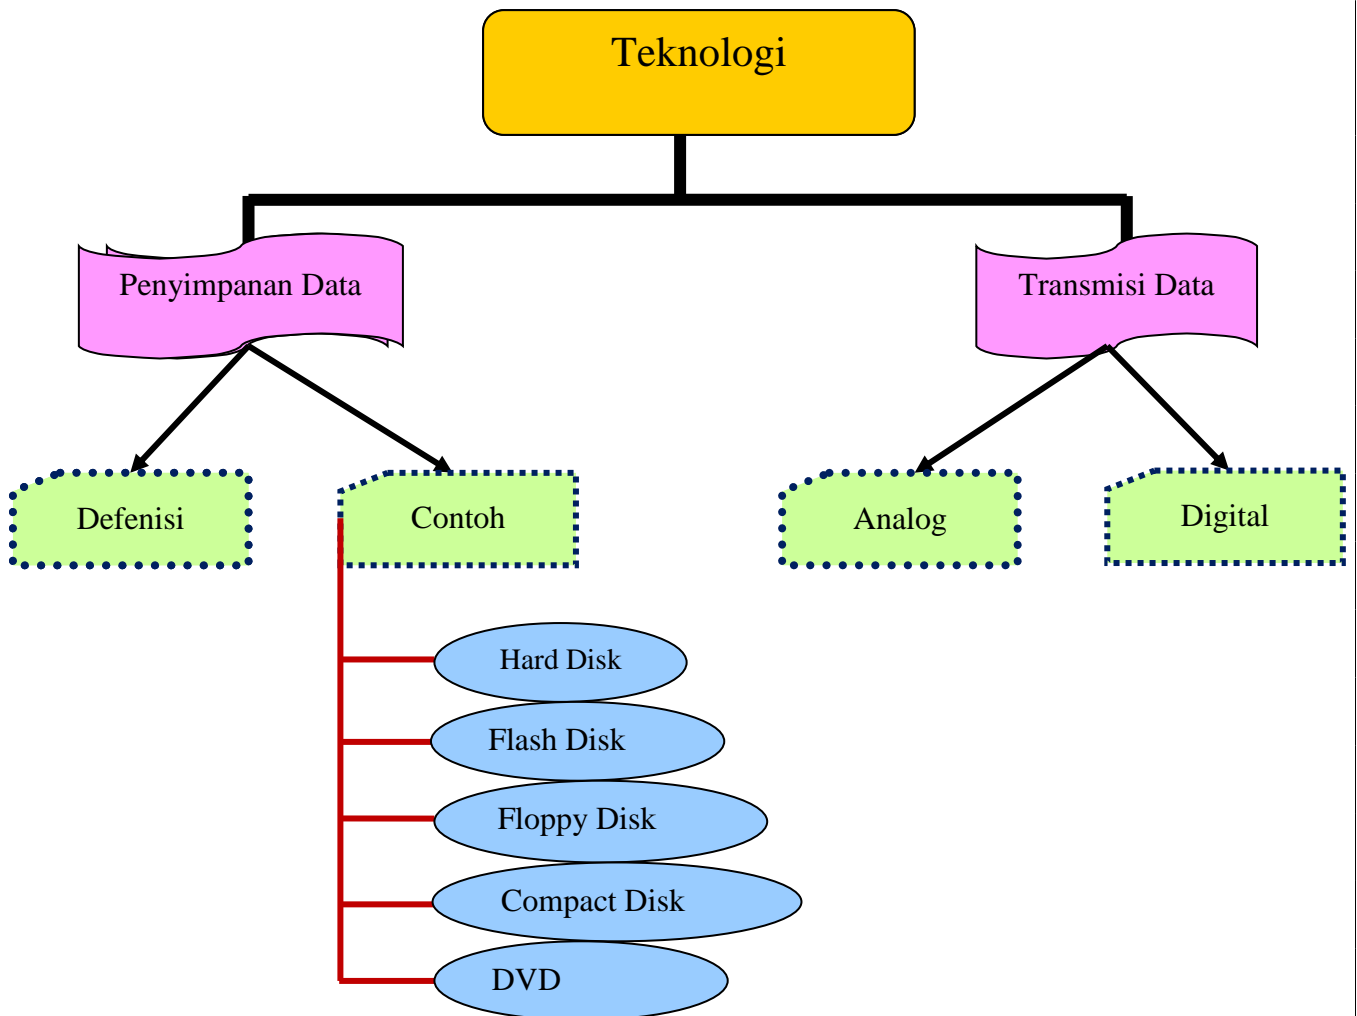 Teknologi
Penyimpanan Data
Transmisi Data
Defenisi
Contoh
Analog
Digital
Hard Disk
Flash Disk
Floppy Disk
Compact Disk
DVD